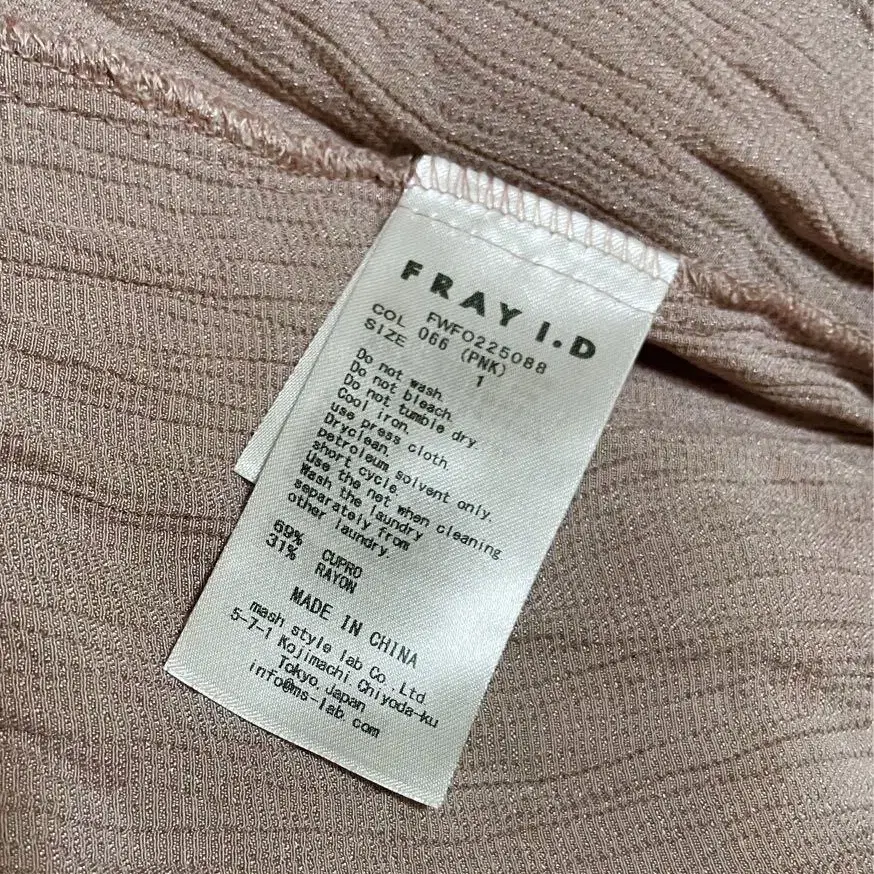 FRAY I.D
FWFO225088
COL 066 (PNK)
SIZE 1
Do not wash.
Do not bleach.
Do not tumble dry.
Cool iron.
use press cloth.
Dryclean.
petroleum solvent only.
short cycle.
Use the net when cleaning.
Wash the laundry
separately from
other laundry.
69% CUPRO
31% RAYON
MADE IN CHINA
mash style lab Co.,Ltd.
5-7-1 Kojimachi Chiyoda-ku
Tokyo.Japan
info@ms-lab.com